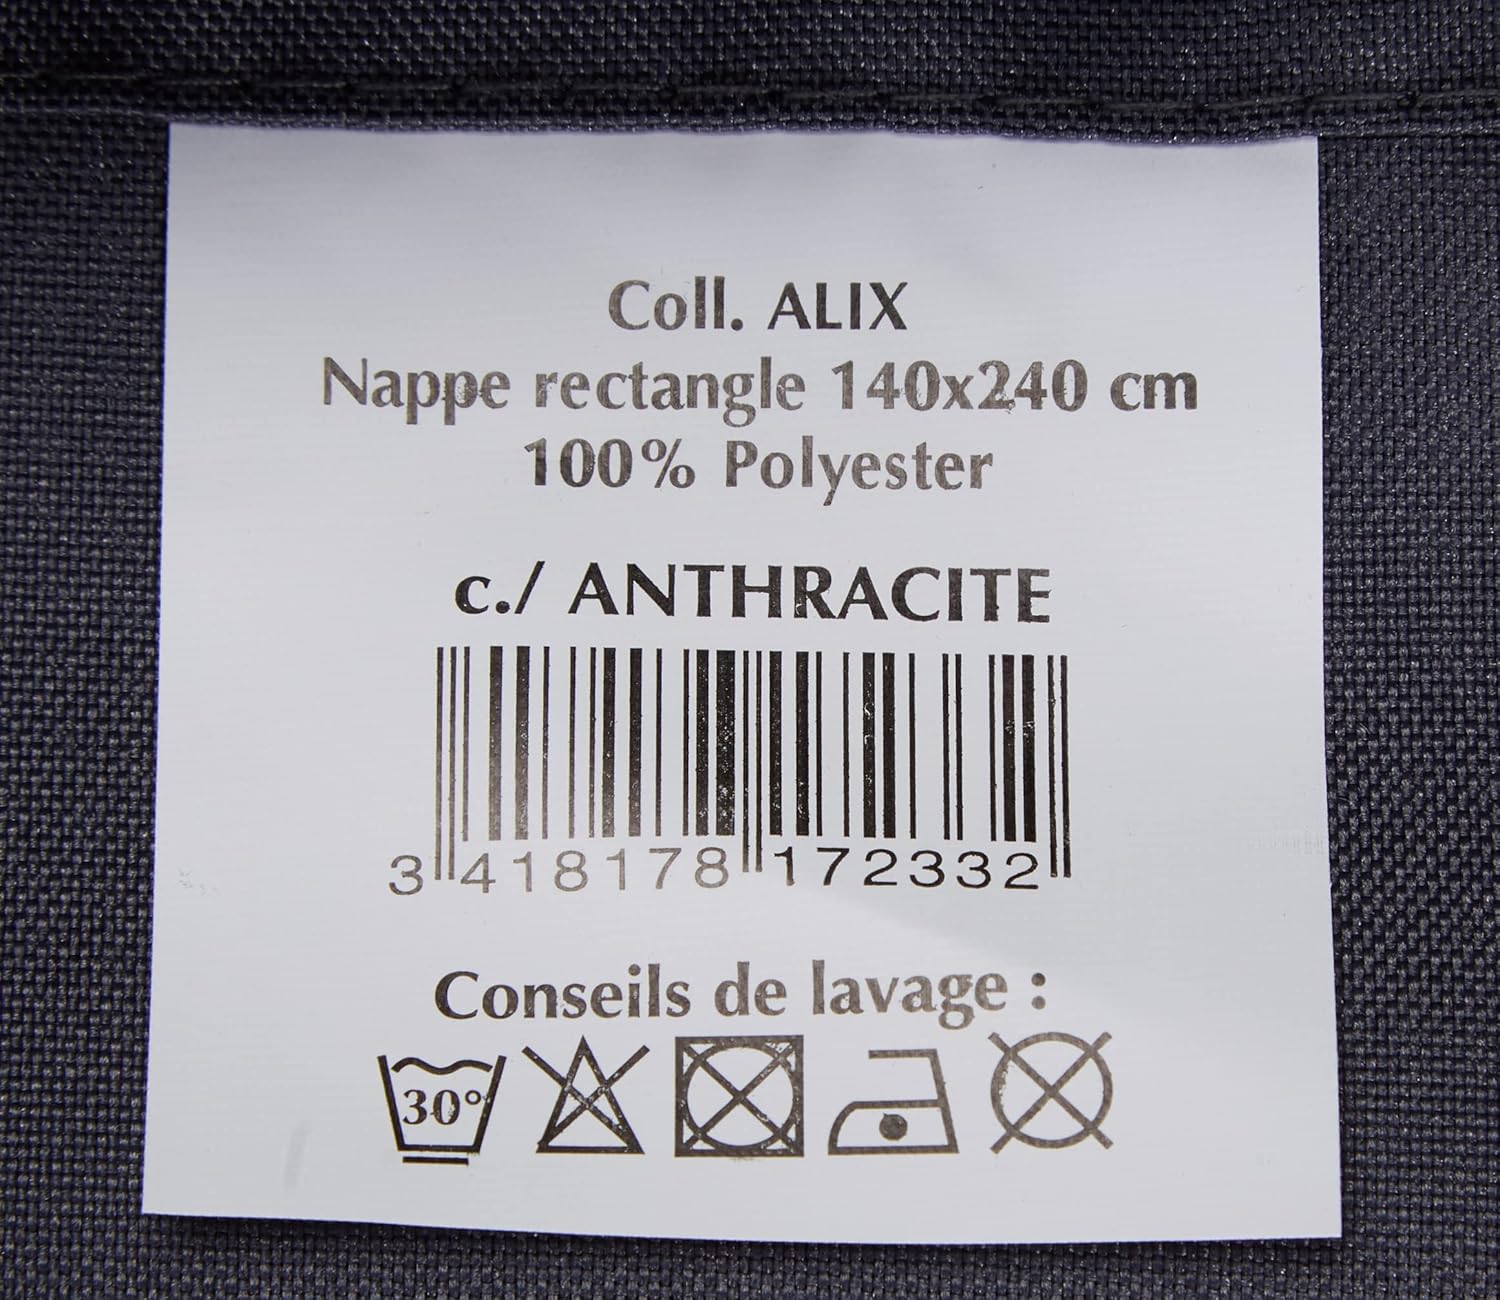 Coll. ALIX
Nappe rectangle 140x240 cm
100% Polyester
c./ ANTHRACITE
3 418178 172332
Conseils de lavage :
30°